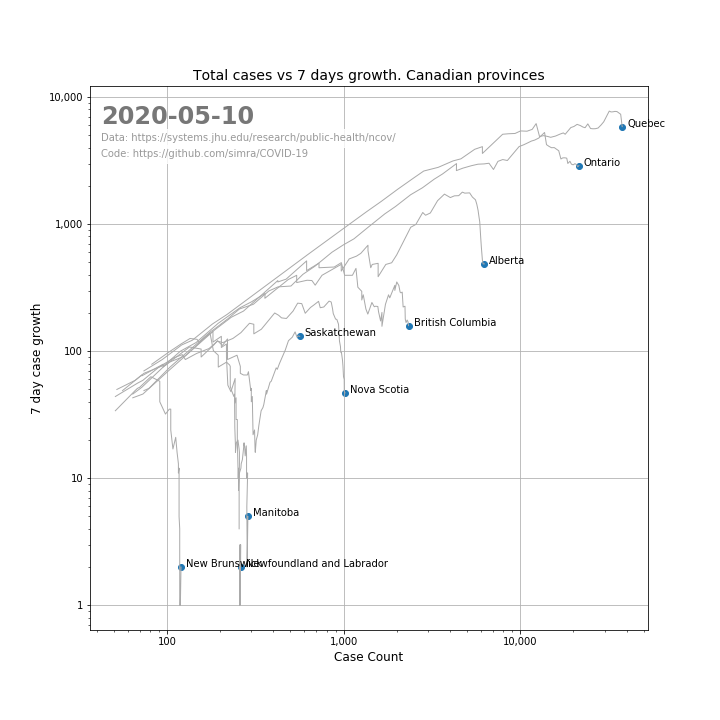 Total cases vs 7 days growth. Canadian provinces
2020-05-10
Data: https://systems.jhu.edu/research/public-health/ncov/
Code: https://github.com/simra/COVID-19
10,000
1,000
100
10
1
7 day case growth
Quebec
Ontario
Alberta
British Columbia
Saskatchewan
Nova Scotia
Manitoba
New Brunswick
Newfoundland and Labrador
100
1,000
10,000
Case Count